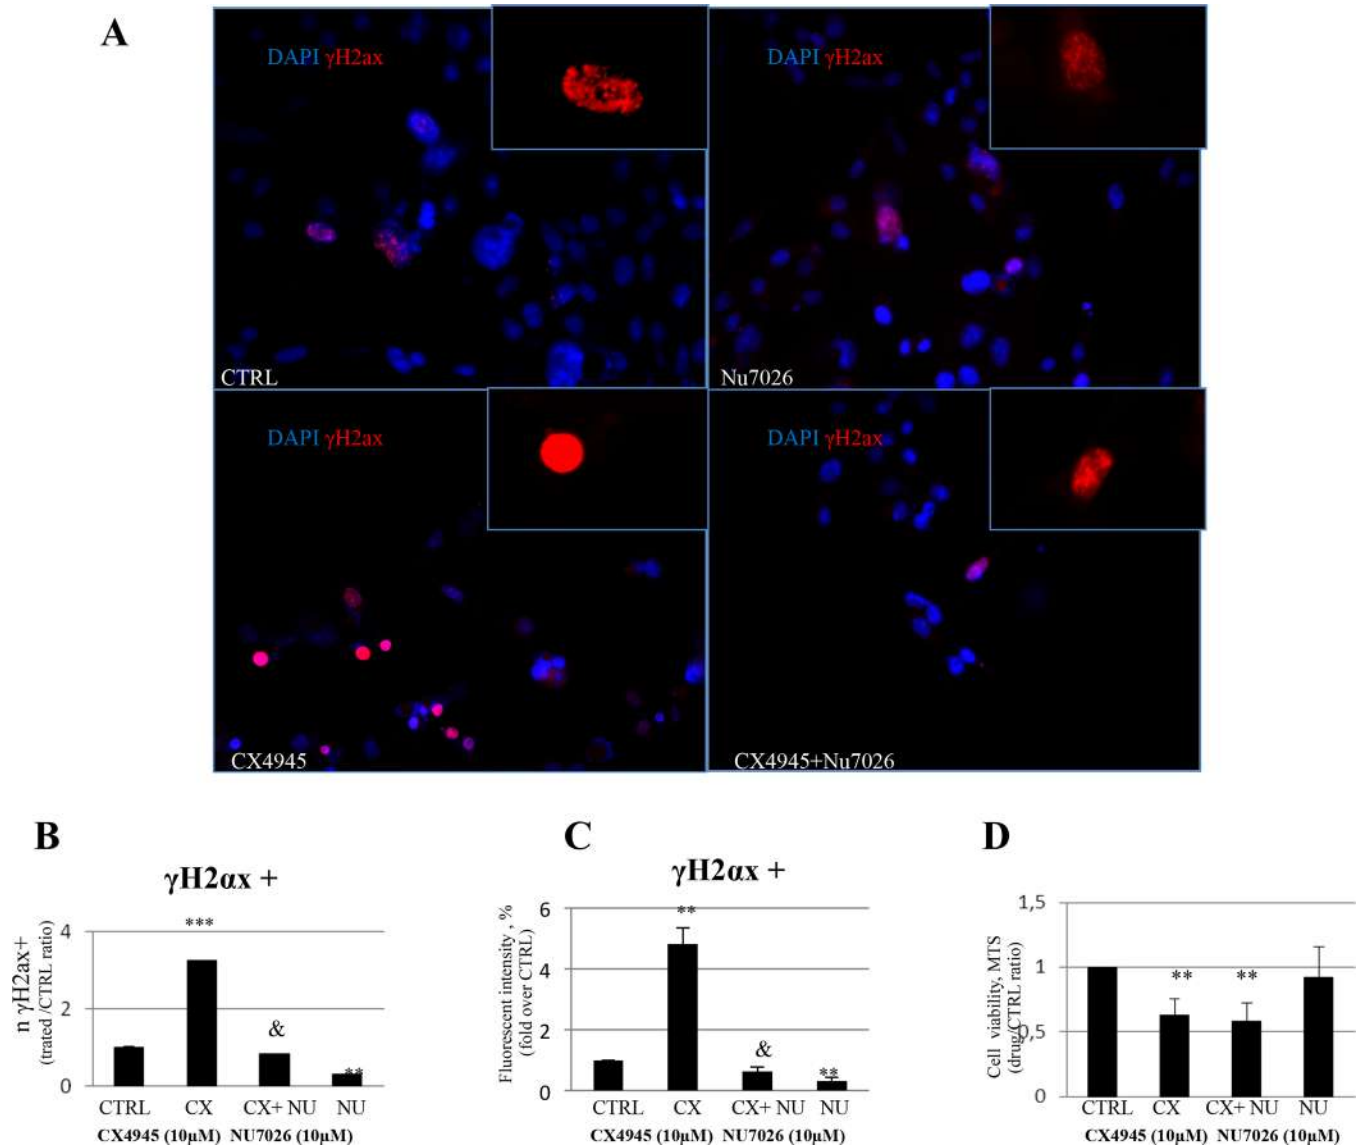 A
DAPI γH2ax
DAPI γH2ax
CTRL
Nu7026
DAPI γH2ax
DAPI γH2ax
CX4945
CX4945+Nu7026
B
γH2αx +
n γH2ax+
(trated /CTRL ratio)
4
2
0
***
&
**
CTRL CX CX+ NU NU
CX4945 (10μM) NU7026 (10μM)
C
γH2αx +
Fluorescent intensity , %
(fold over CTRL)
6
4
2
0
**
&
**
CTRL CX CX+ NU NU
CX4945 (10μM) NU7026 (10μM)
D
Cell viability, MTS
(drug/CTRL ratio)
1,5
1
0,5
0
**
**
CTRL CX CX+ NU NU
CX4945 (10μM) NU7026 (10μM)